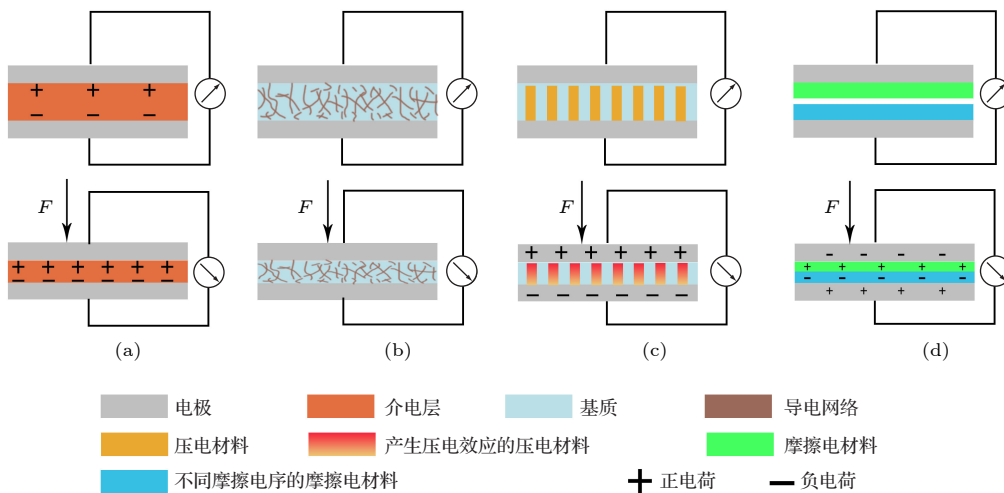 F F F F
(a) (b) (c) (d)
电极 介电层 基质 导电网络
压电材料 产生压电效应的压电材料 摩擦电材料
不同摩擦电序的摩擦电材料 正电荷 负电荷